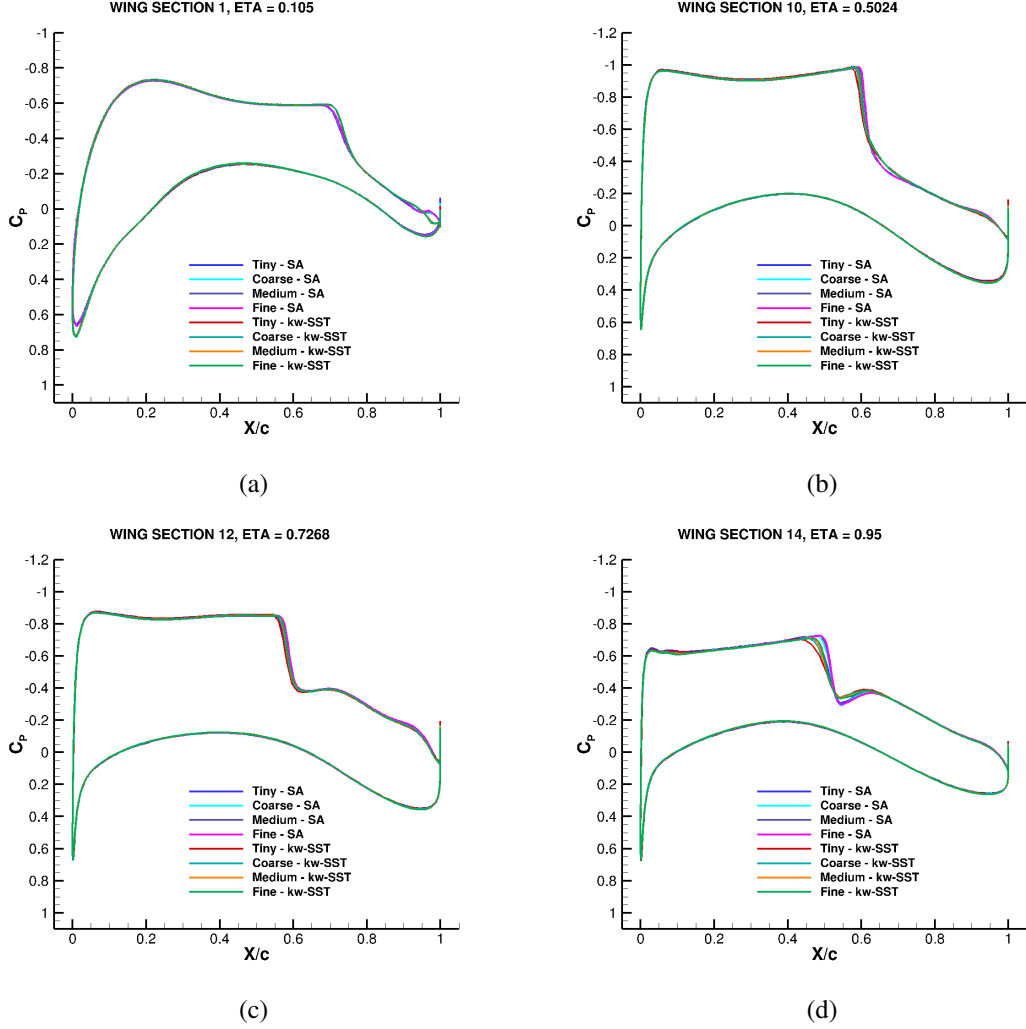 WING SECTION 1, ETA = 0.105
-1
-0.8
-0.6
-0.4
-0.2
0
0.2
0.4
0.6
0.8
1
C_P
Tiny - SA
Coarse - SA
Medium - SA
Fine - SA
Tiny - kw-SST
Coarse - kw-SST
Medium - kw-SST
Fine - kw-SST
0 0.2 0.4 0.6 0.8 1
X/c
(a)
WING SECTION 10, ETA = 0.5024
-1.2
-1
-0.8
-0.6
-0.4
-0.2
0
0.2
0.4
0.6
0.8
1
C_P
Tiny - SA
Coarse - SA
Medium - SA
Fine - SA
Tiny - kw-SST
Coarse - kw-SST
Medium - kw-SST
Fine - kw-SST
0 0.2 0.4 0.6 0.8 1
X/c
(b)
WING SECTION 12, ETA = 0.7268
-1.2
-1
-0.8
-0.6
-0.4
-0.2
0
0.2
0.4
0.6
0.8
1
C_P
Tiny - SA
Coarse - SA
Medium - SA
Fine - SA
Tiny - kw-SST
Coarse - kw-SST
Medium - kw-SST
Fine - kw-SST
0 0.2 0.4 0.6 0.8 1
X/c
(c)
WING SECTION 14, ETA = 0.95
-1.2
-1
-0.8
-0.6
-0.4
-0.2
0
0.2
0.4
0.6
0.8
1
C_P
Tiny - SA
Coarse - SA
Medium - SA
Fine - SA
Tiny - kw-SST
Coarse - kw-SST
Medium - kw-SST
Fine - kw-SST
0 0.2 0.4 0.6 0.8 1
X/c
(d)